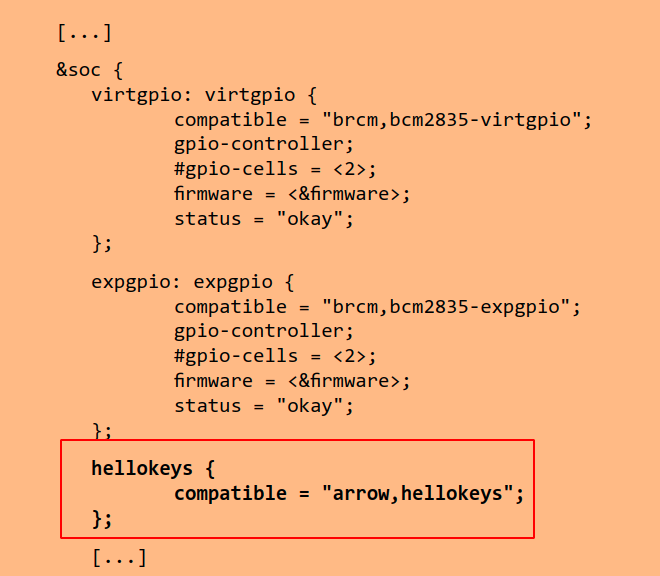 [...]
&soc {
virtgpio: virtgpio {
compatible = "brcm,bcm2835-virtgpio";
gpio-controller;
#gpio-cells = <2>;
firmware = <&firmware>;
status = "okay";
};
expgpio: expgpio {
compatible = "brcm,bcm2835-expgpio";
gpio-controller;
#gpio-cells = <2>;
firmware = <&firmware>;
status = "okay";
};
hellokeys {
compatible = "arrow,hellokeys";
};
[...]